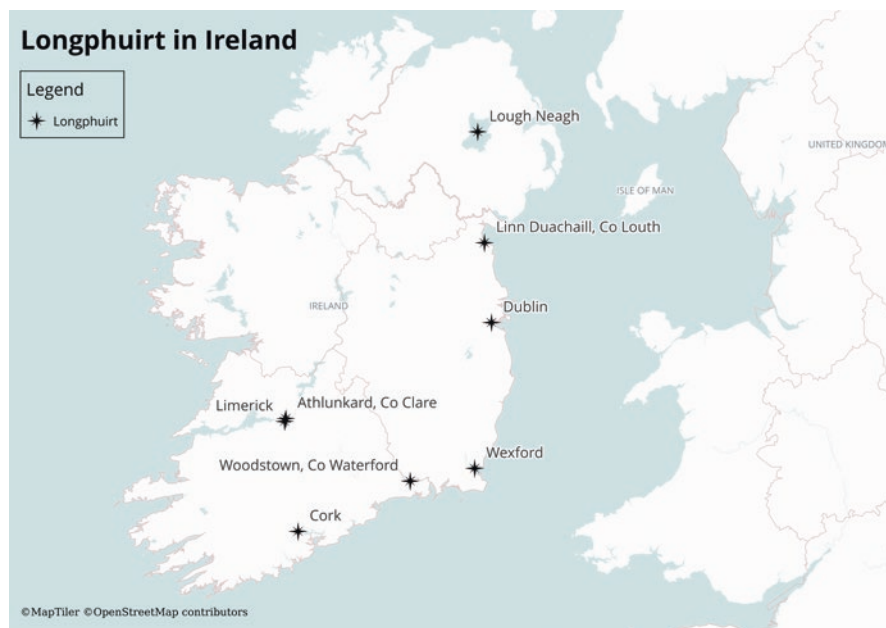 Longphuirt in Ireland
Legend
Longphuirt
Lough Neagh
UNITED KINGDOM
ISLE OF MAN
Linn Duachaill, Co Louth
IRELAND
Dublin
Limerick
Athlunkard, Co Clare
Wexford
Woodstown, Co Waterford
Cork
©MapTiler ©OpenStreetMap contributors